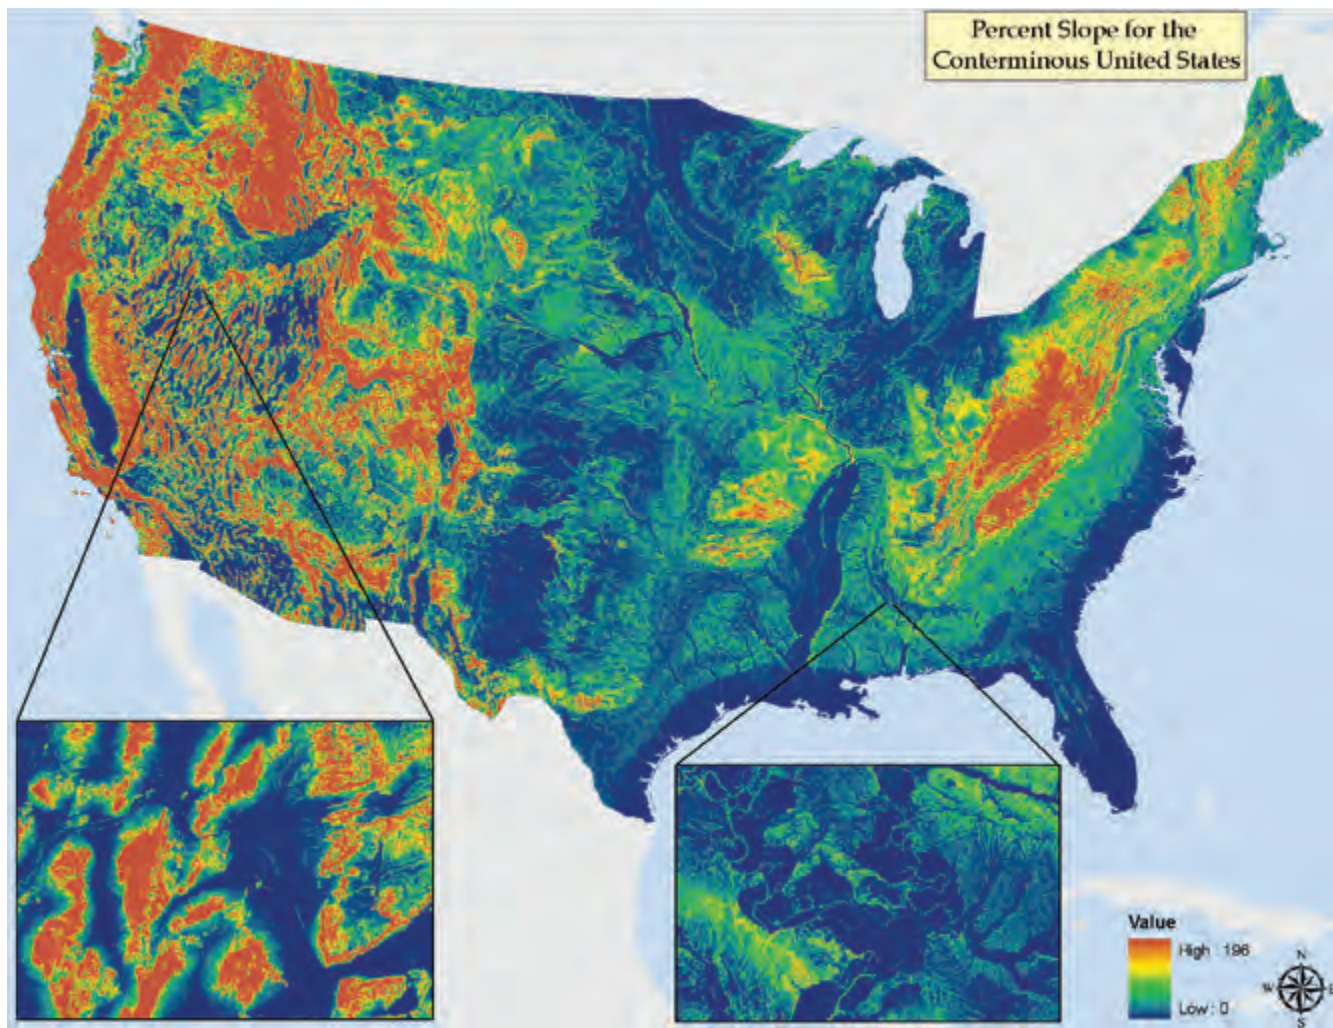 Percent Slope for the
Conterminous United States
Value
High : 196
Low : 0
N
W
E
S